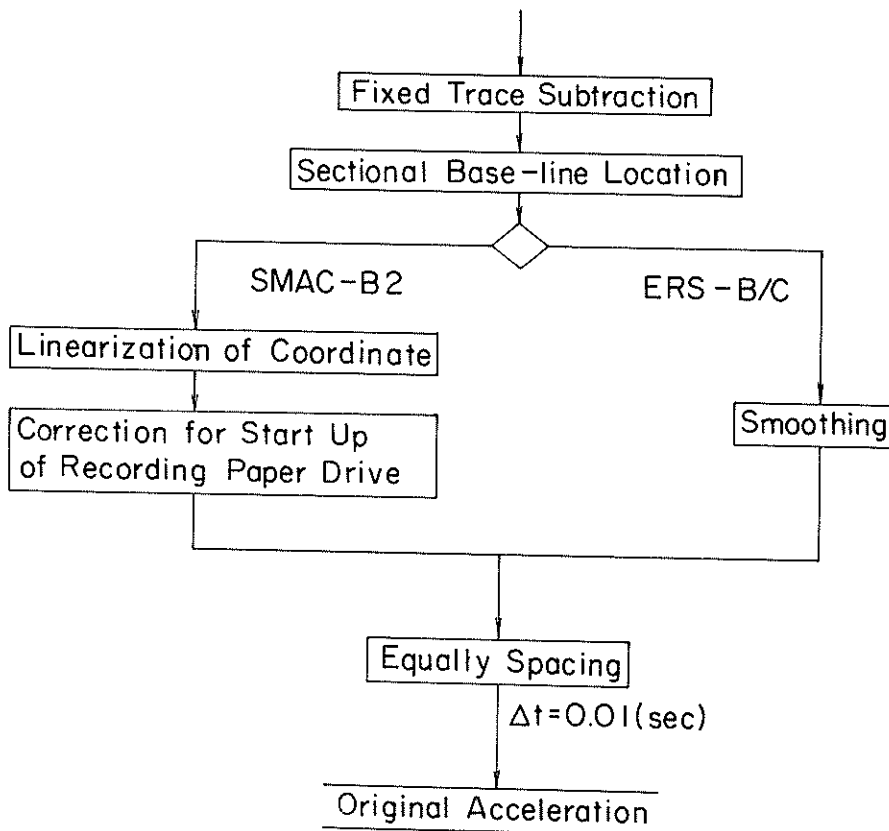 Fixed Trace Subtraction
Sectional Base-line Location
SMAC-B2
ERS-B/C
Linearization of Coordinate
Correction for Start Up
of Recording Paper Drive
Smoothing
Equally Spacing
Δt=0.01(sec)
Original Acceleration